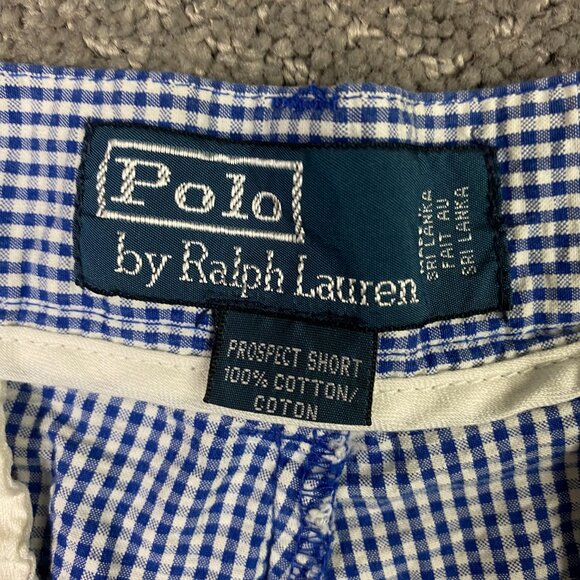 Polo
by Ralph Lauren
SRI LANKA
FAIT AU
SRI LANKA
PROSPECT SHORT
100% COTTON/
COTON